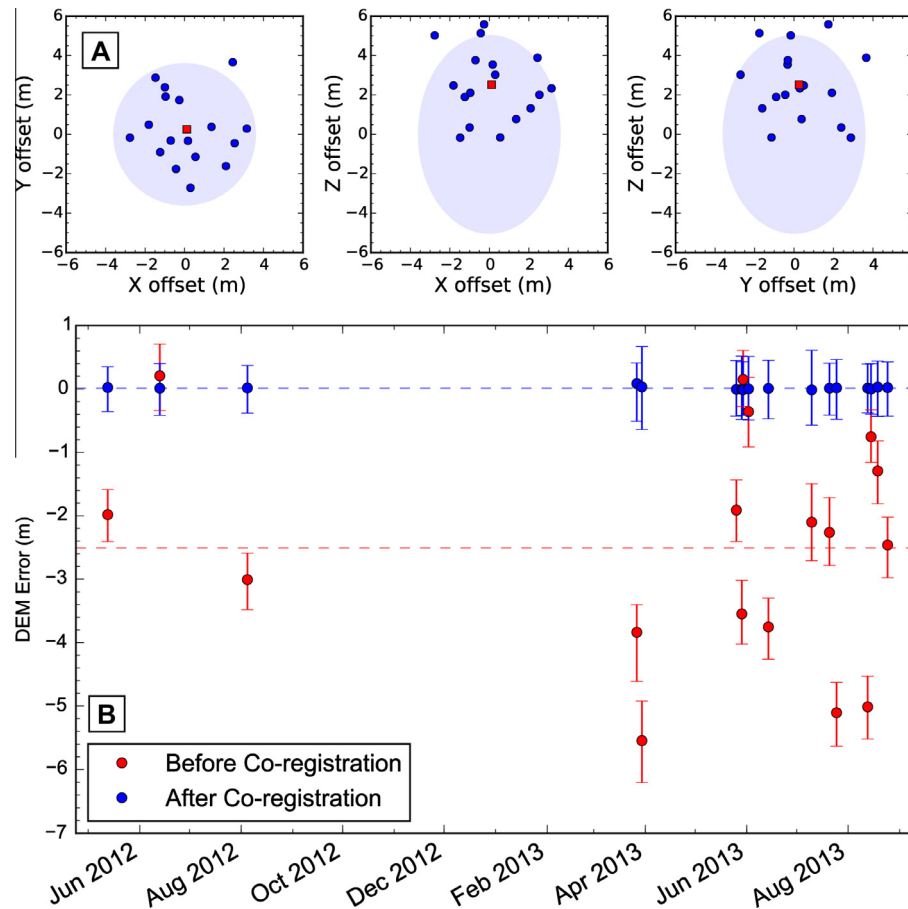 A
6
4
2
0
−2
−4
6
−6 −4 −2 0 2 4 6
Y offset (m)
X offset (m)
6
4
2
0
−2
−4
6
−6 −4 −2 0 2 4 6
Z offset (m)
X offset (m)
6
4
2
0
−2
−4
6
−6 −4 −2 0 2 4
Z offset (m)
Y offset (m)
1
0
−1
−2
−3
−4
−5
−6
−7
DEM Error (m)
B
Before Co-registration
After Co-registration
Jun 2012
Aug 2012
Oct 2012
Dec 2012
Feb 2013
Apr 2013
Jun 2013
Aug 2013